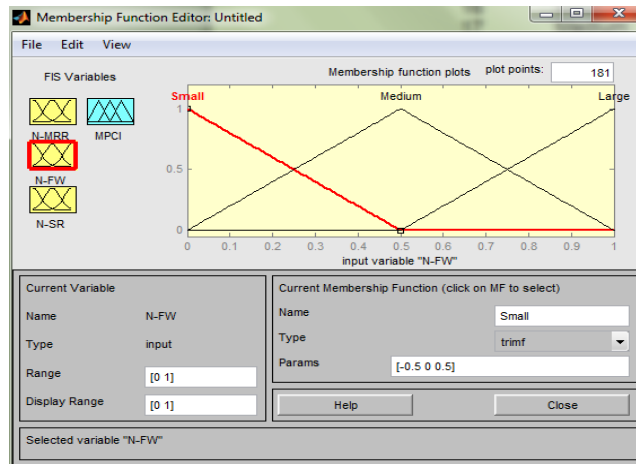 Membership Function Editor: Untitled
File Edit View
FIS Variables
Membership function plots plot points: 181
N-MRR MPCI
N-FW
N-SR
Small Medium Large
1
0.5
0
0 0.1 0.2 0.3 0.4 0.5 0.6 0.7 0.8 0.9 1
input variable "N-FW"
Current Variable
Name N-FW
Type input
Range [0 1]
Display Range [0 1]
Current Membership Function (click on MF to select)
Name Small
Type trimf
Params [-0.5 0 0.5]
Help Close
Selected variable "N-FW"